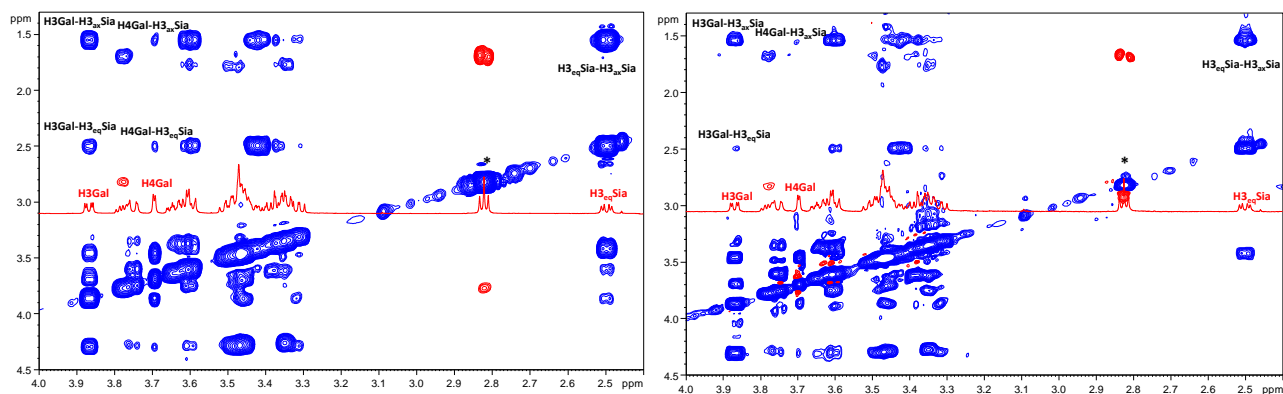 ppm
H3Gal-H3axSia
H4Gal-H3axSia
H3eqSia-H3axSia
H3Gal-H3eqSia
H4Gal-H3eqSia
*
H3Gal
H4Gal
H3eqSia
1.5
2.0
2.5
3.0
3.5
4.0
4.5
4.0 3.9 3.8 3.7 3.6 3.5 3.4 3.3 3.2 3.1 3.0 2.9 2.8 2.7 2.6 2.5 ppm
ppm
H3Gal-H3axSia
H4Gal-H3axSia
H3eqSia-H3axSia
H3Gal-H3eqSia
*
H3Gal
H4Gal
H3eqSia
1.5
2.0
2.5
3.0
3.5
4.0
4.5
4.0 3.9 3.8 3.7 3.6 3.5 3.4 3.3 3.2 3.1 3.0 2.9 2.8 2.7 2.6 2.5 ppm